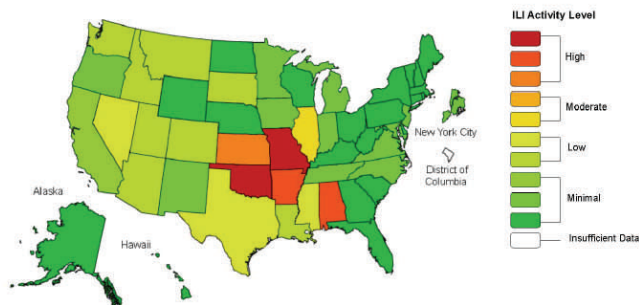 ILI Activity Level
High
Moderate
Low
Minimal
Insufficient Data
New York City
District of
Columbia
Alaska
Hawaii